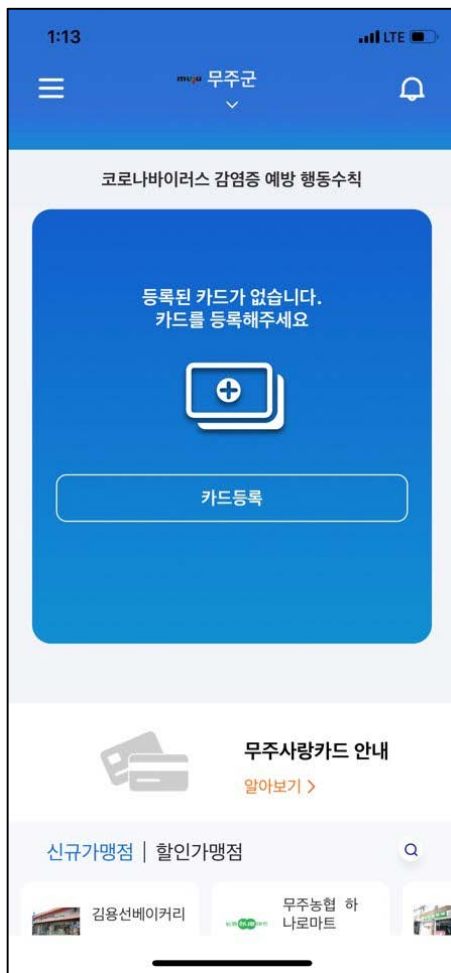 1:13
LTE
muju 무주군
코로나바이러스 감염증 예방 행동수칙
등록된 카드가 없습니다.
카드를 등록해주세요
카드등록
무주사랑카드 안내
알아보기 >
신규가맹점 | 할인가맹점
김용선베이커리
무주농협 하
나로마트